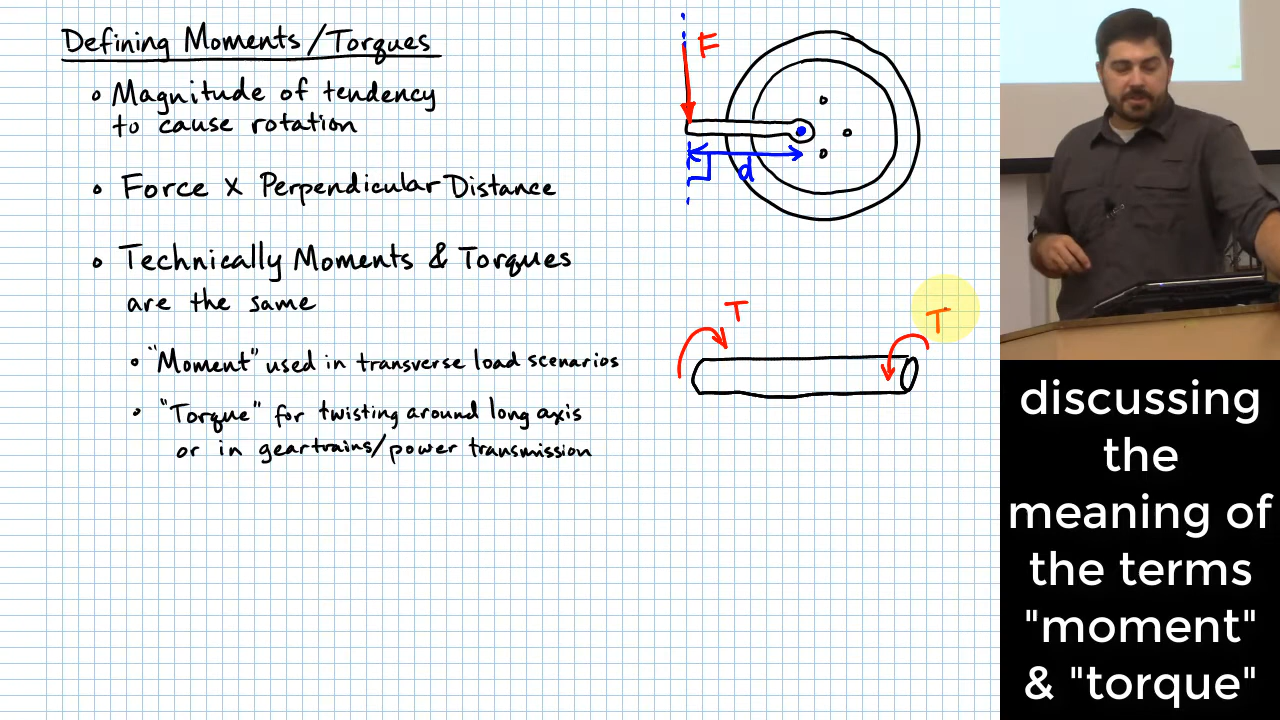 Defining Moments/Torques
Magnitude of tendency
to cause rotation
Force x Perpendicular Distance
Technically Moments & Torques
are the same
"Moment" used in transverse load scenarios
"Torque" for twisting around long axis
or in geartrains/power transmission
F
d
T
T
discussing
the
meaning of
the terms
"moment"
& "torque"